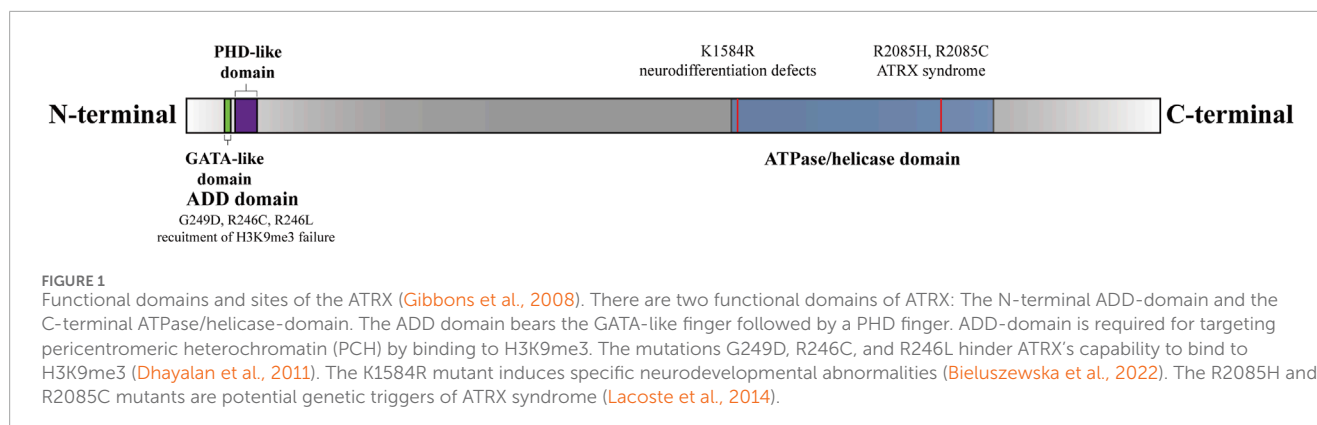 PHD-like
domain
K1584R
neurodifferentiation defects
R2085H, R2085C
ATRX syndrome
N-terminal
C-terminal
GATA-like
domain
ADD domain
G249D, R246C, R246L
recuitment of H3K9me3 failure
ATPase/helicase domain
FIGURE 1
Functional domains and sites of the ATRX (Gibbons et al., 2008). There are two functional domains of ATRX: The N-terminal ADD-domain and the
C-terminal ATPase/helicase-domain. The ADD domain bears the GATA-like finger followed by a PHD finger. ADD-domain is required for targeting
pericentromeric heterochromatin (PCH) by binding to H3K9me3. The mutations G249D, R246C, and R246L hinder ATRX's capability to bind to
H3K9me3 (Dhayalan et al., 2011). The K1584R mutant induces specific neurodevelopmental abnormalities (Bieluszewska et al., 2022). The R2085H and
R2085C mutants are potential genetic triggers of ATRX syndrome (Lacoste et al., 2014).